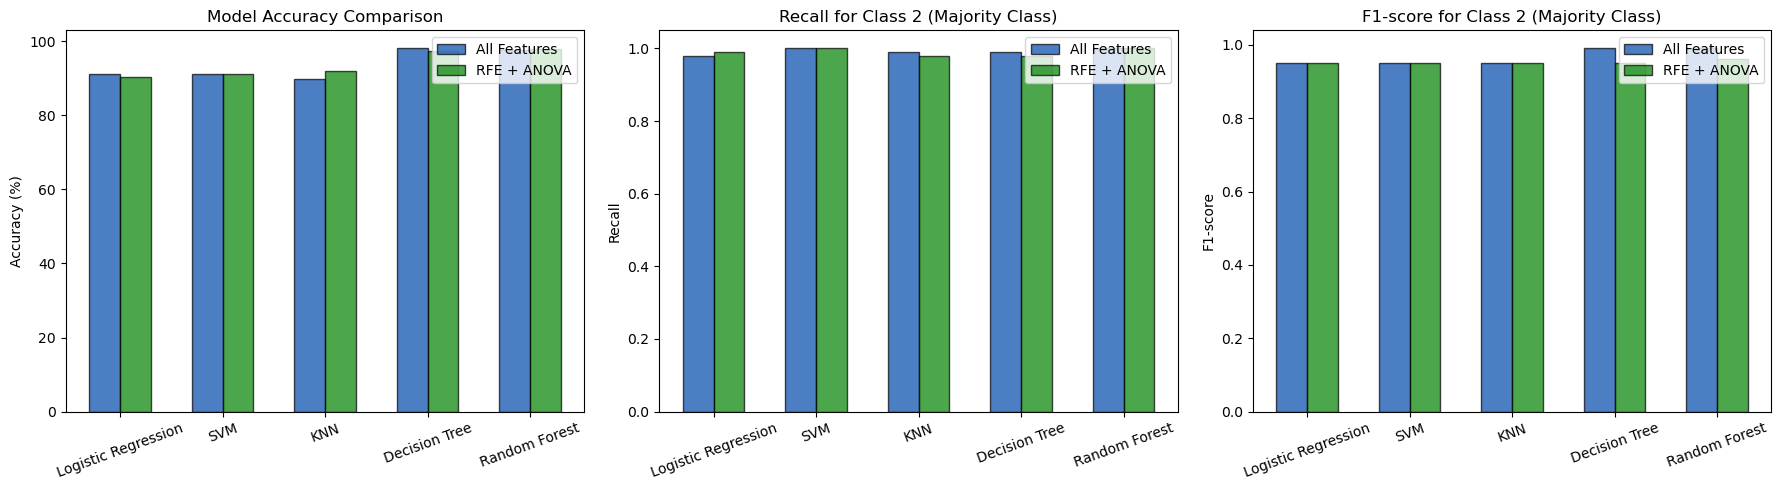 Model Accuracy Comparison
Accuracy (%)
100
80
60
40
20
0
All Features
RFE + ANOVA
Logistic Regression
SVM
KNN
Decision Tree
Random Forest
Recall for Class 2 (Majority Class)
Recall
1.0
0.8
0.6
0.4
0.2
0.0
All Features
RFE + ANOVA
Logistic Regression
SVM
KNN
Decision Tree
Random Forest
F1-score for Class 2 (Majority Class)
F1-score
1.0
0.8
0.6
0.4
0.2
0.0
All Features
RFE + ANOVA
Logistic Regression
SVM
KNN
Decision Tree
Random Forest